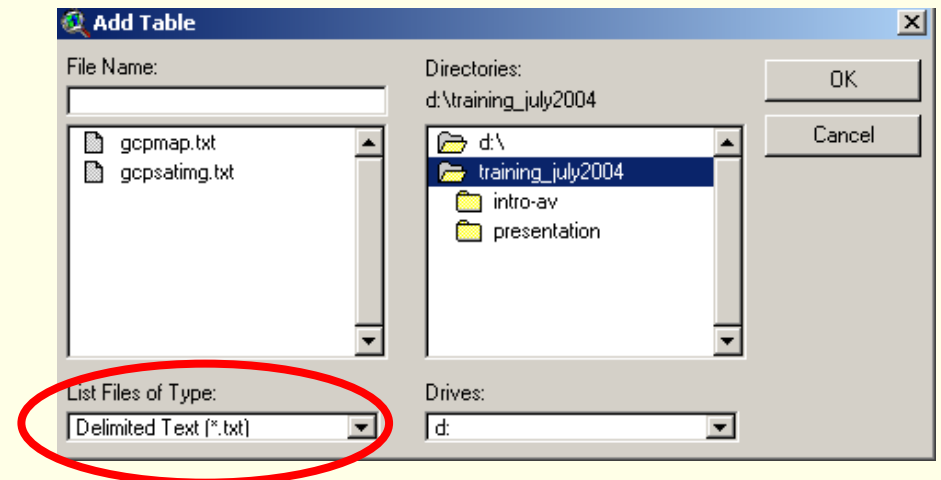 Add Table
File Name:
gcpmap.txt
gcpsatimg.txt
List Files of Type:
Delimited Text (*.txt)
Directories:
d:\training_july2004
d:\
training_july2004
intro-av
presentation
Drives:
d:
OK
Cancel